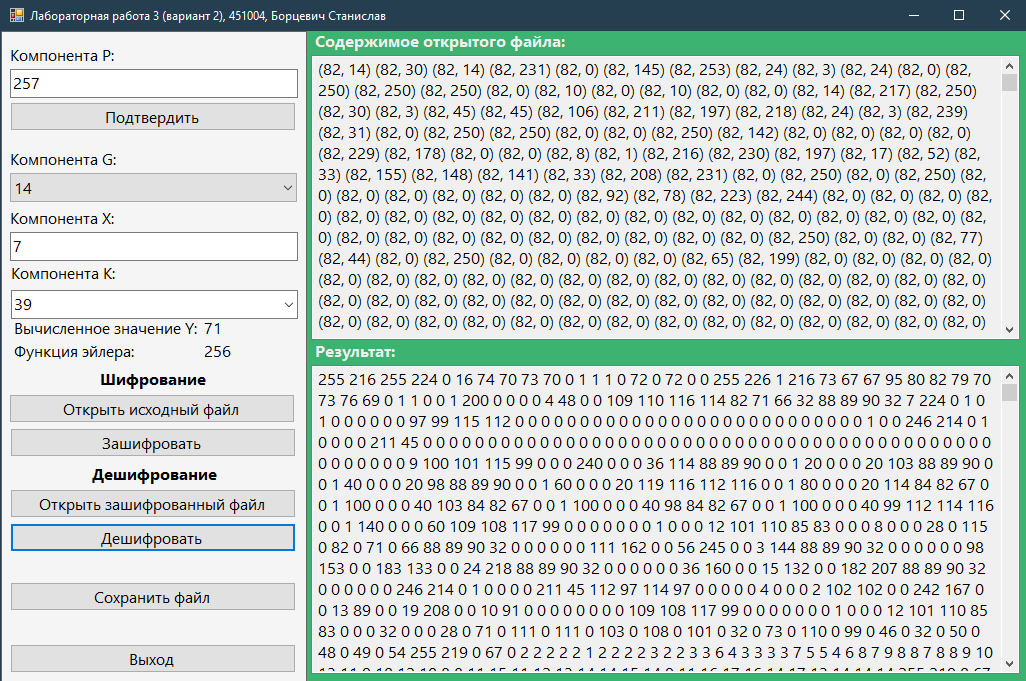 Лабораторная работа 3 (вариант 2), 451004, Борцевич Станислав
Компонента P:
257
Подтвердить
Компонента G:
14
Компонента X:
7
Компонента K:
39
Вычисленное значение Y: 71
Функция эйлера: 256
Шифрование
Открыть исходный файл
Зашифровать
Дешифрование
Открыть зашифрованный файл
Дешифровать
Сохранить файл
Выход
Содержимое открытого файла:
(82, 14) (82, 30) (82, 14) (82, 231) (82, 0) (82, 145) (82, 253) (82, 24) (82, 3) (82, 24) (82, 0) (82,
250) (82, 250) (82, 250) (82, 0) (82, 10) (82, 0) (82, 10) (82, 0) (82, 0) (82, 14) (82, 217) (82, 250)
(82, 30) (82, 3) (82, 45) (82, 45) (82, 106) (82, 211) (82, 197) (82, 218) (82, 24) (82, 3) (82, 239)
(82, 31) (82, 0) (82, 250) (82, 250) (82, 0) (82, 0) (82, 250) (82, 142) (82, 0) (82, 0) (82, 0) (82, 0)
(82, 229) (82, 178) (82, 0) (82, 0) (82, 8) (82, 1) (82, 216) (82, 230) (82, 197) (82, 17) (82, 52) (82,
33) (82, 155) (82, 148) (82, 141) (82, 33) (82, 208) (82, 231) (82, 0) (82, 250) (82, 0) (82, 250) (82,
0) (82, 0) (82, 0) (82, 0) (82, 0) (82, 0) (82, 92) (82, 78) (82, 223) (82, 244) (82, 0) (82, 0) (82, 0)
(82, 0) (82, 0) (82, 0) (82, 0) (82, 0) (82, 0) (82, 0) (82, 0) (82, 0) (82, 0) (82, 0) (82, 0) (82, 0) (82,
0) (82, 0) (82, 0) (82, 0) (82, 0) (82, 0) (82, 0) (82, 0) (82, 0) (82, 0) (82, 250) (82, 0) (82, 0) (82, 77)
(82, 44) (82, 0) (82, 250) (82, 0) (82, 0) (82, 0) (82, 0) (82, 65) (82, 199) (82, 0) (82, 0) (82, 0) (82, 0)
(82, 0) (82, 0) (82, 0) (82, 0) (82, 0) (82, 0) (82, 0) (82, 0) (82, 0) (82, 0) (82, 0) (82, 0) (82, 0) (82, 0)
(82, 0) (82, 0) (82, 0) (82, 0) (82, 0) (82, 0) (82, 0) (82, 0) (82, 0) (82, 0) (82, 0) (82, 0) (82, 0) (82, 0)
(82, 0) (82, 0) (82, 0) (82, 0) (82, 0) (82, 0) (82, 0) (82, 0) (82, 0) (82, 0) (82, 0) (82, 0) (82, 0) (82, 0)
Результат:
255 216 255 224 0 16 74 70 73 70 0 1 1 1 0 72 0 72 0 0 255 226 1 216 73 67 67 95 80 82 79 70
73 76 69 0 1 1 0 0 1 200 0 0 0 0 4 48 0 0 109 110 116 114 82 71 66 32 88 89 90 32 7 224 0 1 0
1 0 0 0 0 0 0 97 99 115 112 0 0 0 0 0 0 0 0 0 0 0 0 0 0 0 0 0 0 0 0 0 0 0 0 1 0 0 246 214 0 1
0 0 0 0 211 45 0 0 0 0 0 0 0 0 0 0 0 0 0 0 0 0 0 0 0 0 0 0 0 0 0 0 0 0 0 0 0 0 0 0 0 0 0 0 0 0
0 0 0 0 0 0 0 9 100 101 115 99 0 0 0 240 0 0 0 36 114 88 89 90 0 0 1 20 0 0 0 20 103 88 89 90 0
0 1 40 0 0 0 20 98 88 89 90 0 0 1 60 0 0 0 20 119 116 112 116 0 0 1 80 0 0 0 20 114 84 82 67 0
0 1 100 0 0 0 40 103 84 82 67 0 0 1 100 0 0 0 40 98 84 82 67 0 0 1 100 0 0 0 40 99 112 114 116
0 0 1 140 0 0 0 60 109 108 117 99 0 0 0 0 0 0 0 1 0 0 0 12 101 110 85 83 0 0 0 8 0 0 0 28 0 115
0 82 0 71 0 66 88 89 90 32 0 0 0 0 0 0 111 162 0 0 56 245 0 0 3 144 88 89 90 32 0 0 0 0 0 0 98
153 0 0 183 133 0 0 24 218 88 89 90 32 0 0 0 0 0 0 36 160 0 0 15 132 0 0 182 207 88 89 90 32
0 0 0 0 0 0 246 214 0 1 0 0 0 0 211 45 112 97 114 97 0 0 0 0 0 4 0 0 0 2 102 102 0 0 242 167 0
0 13 89 0 0 19 208 0 0 10 91 0 0 0 0 0 0 0 0 109 108 117 99 0 0 0 0 0 0 0 1 0 0 0 12 101 110 85
83 0 0 0 32 0 0 0 28 0 71 0 111 0 111 0 103 0 108 0 101 0 32 0 73 0 110 0 99 0 46 0 32 0 50 0
48 0 49 0 54 255 219 0 67 0 2 2 2 2 2 1 2 2 2 2 3 2 2 3 3 6 4 3 3 3 3 7 5 5 4 6 8 7 9 8 8 7 8 8 9 10